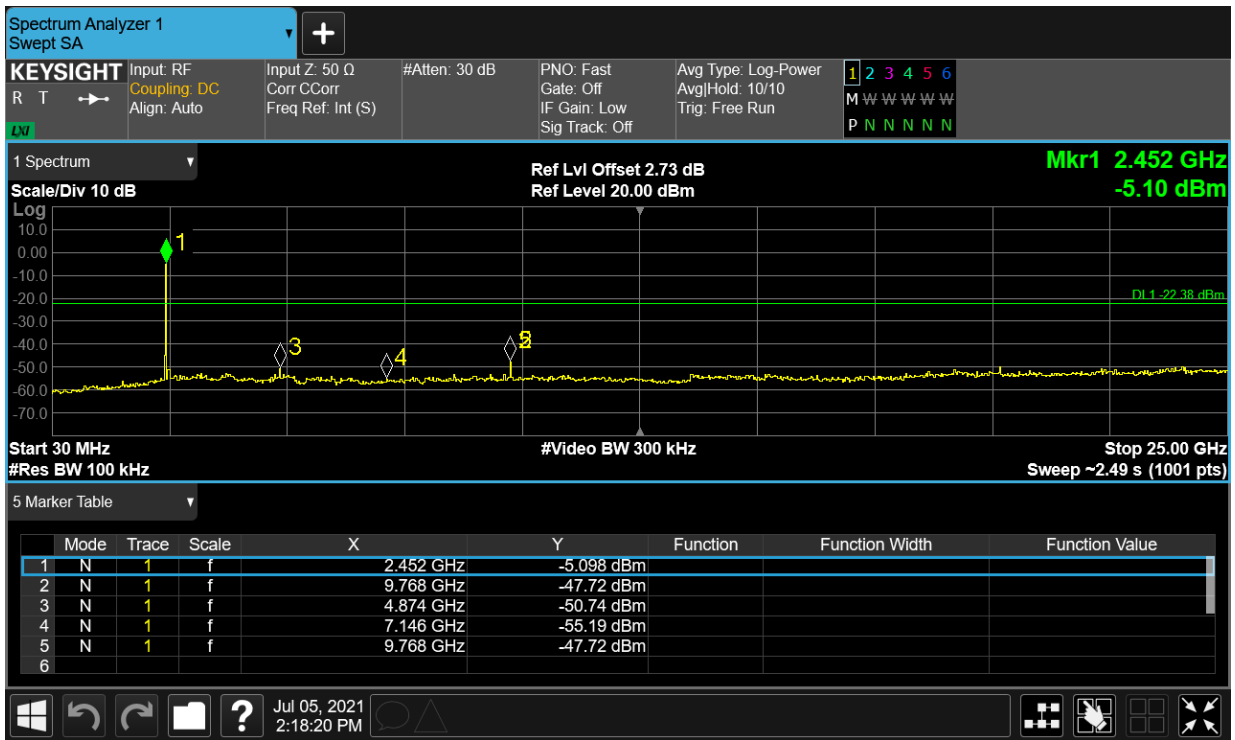 Spectrum Analyzer 1
Swept SA
+
KEYSIGHT
R T
LXI
Input: RF
Coupling: DC
Align: Auto
Input Z: 50 Ω
Corr CCorr
Freq Ref: Int (S)
#Atten: 30 dB
PNO: Fast
Gate: Off
IF Gain: Low
Sig Track: Off
Avg Type: Log-Power
Avg|Hold: 10/10
Trig: Free Run
1 2 3 4 5 6
M W W W W W
P N N N N N
1 Spectrum
Scale/Div 10 dB
Log
Ref Lvl Offset 2.73 dB
Ref Level 20.00 dBm
Mkr1 2.452 GHz
-5.10 dBm
10.0
0.00
-10.0
-20.0
-30.0
-40.0
-50.0
-60.0
-70.0
1
3
4
DL1 -22.38 dBm
Start 30 MHz
#Res BW 100 kHz
#Video BW 300 kHz
Stop 25.00 GHz
Sweep ~2.49 s (1001 pts)
5 Marker Table
Mode Trace Scale X Y Function Function Width Function Value
1 N 1 f 2.452 GHz -5.098 dBm
2 N 1 f 9.768 GHz -47.72 dBm
3 N 1 f 4.874 GHz -50.74 dBm
4 N 1 f 7.146 GHz -55.19 dBm
5 N 1 f 9.768 GHz -47.72 dBm
6
?
Jul 05, 2021
2:18:20 PM